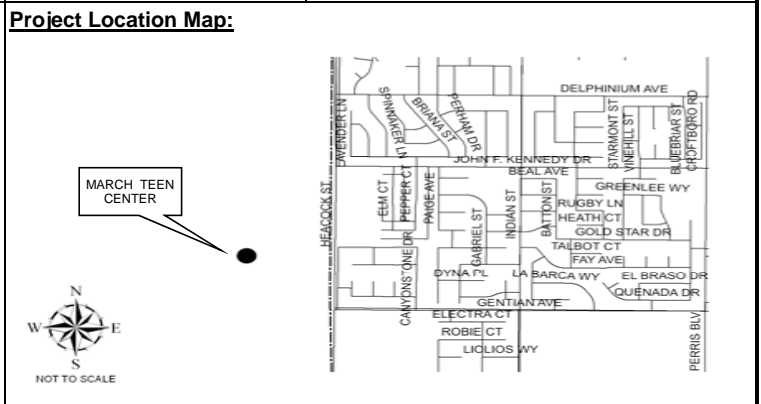 Project Location Map:
DELPHINIUM AVE
LAVENDER LN
SPINNAKER LN
BRIANA ST
PERHAM DR
STARMONT ST
VINEHILL ST
BLUEBRIAR ST
CROFTBORO RD
JOHN F. KENNEDY DR
BEAL AVE
MARCH TEEN
CENTER
HEACOCK ST
ELM CT
PEPPER CT
PAIGE AVE
GABRIEL ST
INDIAN ST
BATTON ST
GREENLEE WY
RUGBY LN
HEATH CT
GOLD STAR DR
TALBOT CT
FAY AVE
CANYONSTONE DR
DYNA PL
LA BARCA WY
EL BRASO DR
QUENADA DR
GENTIAN AVE
ELECTRA CT
ROBIE CT
LIOLIOS WY
PERRIS BLV
N
W
E
S
NOT TO SCALE